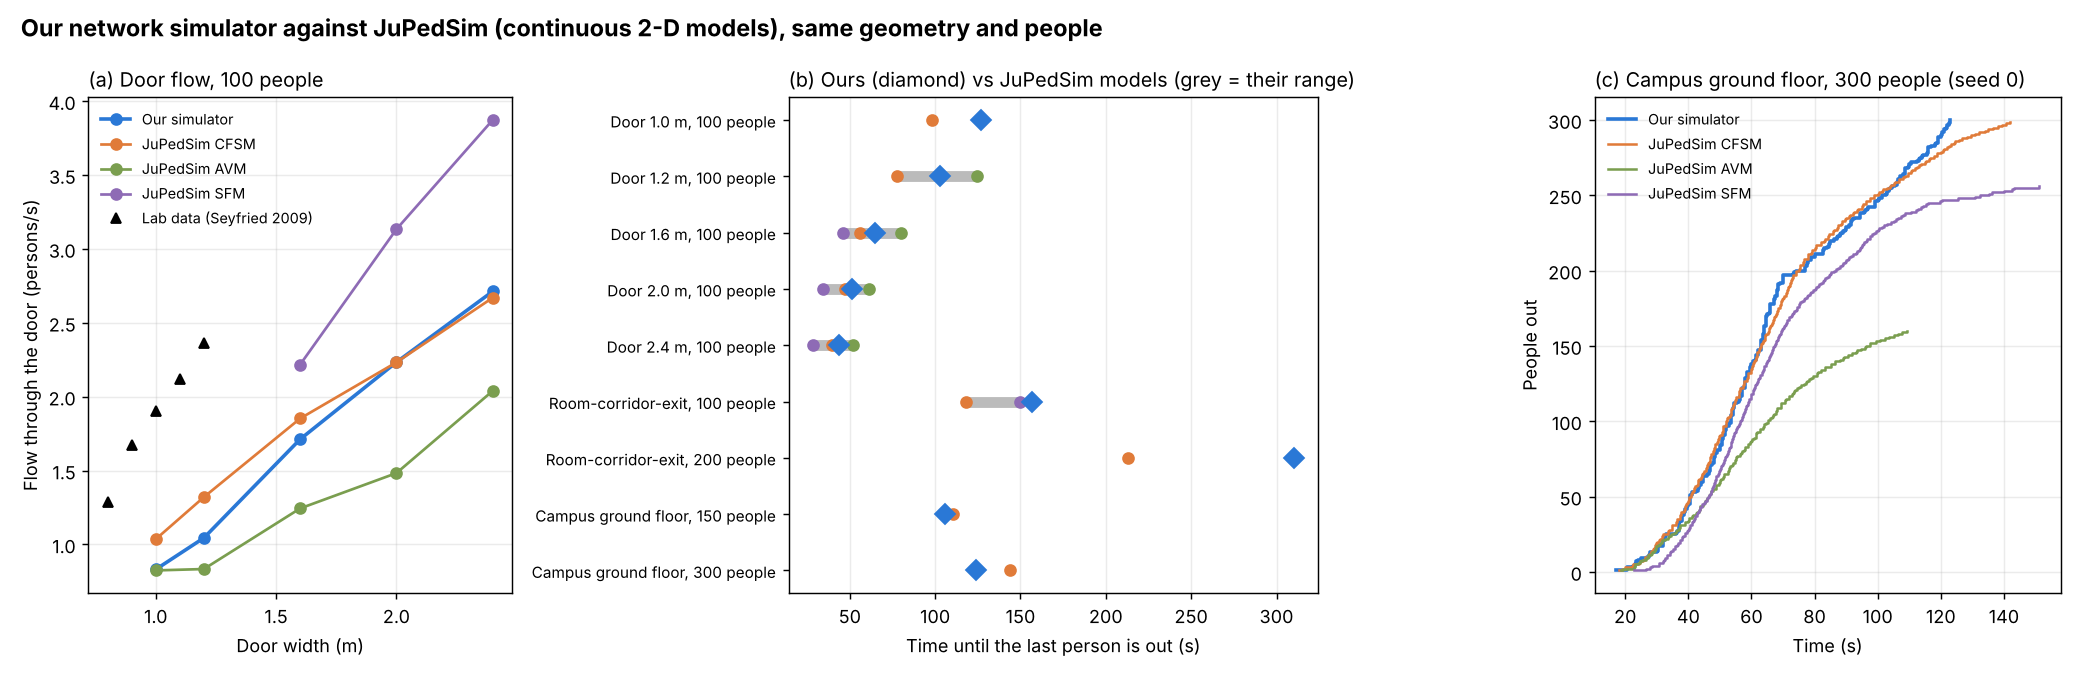 Our network simulator against JuPedSim (continuous 2-D models), same geometry and people
(a) Door flow, 100 people
Flow through the door (persons/s)
4.0
3.5
3.0
2.5
2.0
1.5
1.0
Our simulator
JuPedSim CFSM
JuPedSim AVM
JuPedSim SFM
Lab data (Seyfried 2009)
1.0 1.5 2.0
Door width (m)
(b) Ours (diamond) vs JuPedSim models (grey = their range)
Door 1.0 m, 100 people
Door 1.2 m, 100 people
Door 1.6 m, 100 people
Door 2.0 m, 100 people
Door 2.4 m, 100 people
Room-corridor-exit, 100 people
Room-corridor-exit, 200 people
Campus ground floor, 150 people
Campus ground floor, 300 people
50 100 150 200 250 300
Time until the last person is out (s)
(c) Campus ground floor, 300 people (seed 0)
People out
300
250
200
150
100
50
0
Our simulator
JuPedSim CFSM
JuPedSim AVM
JuPedSim SFM
20 40 60 80 100 120 140
Time (s)